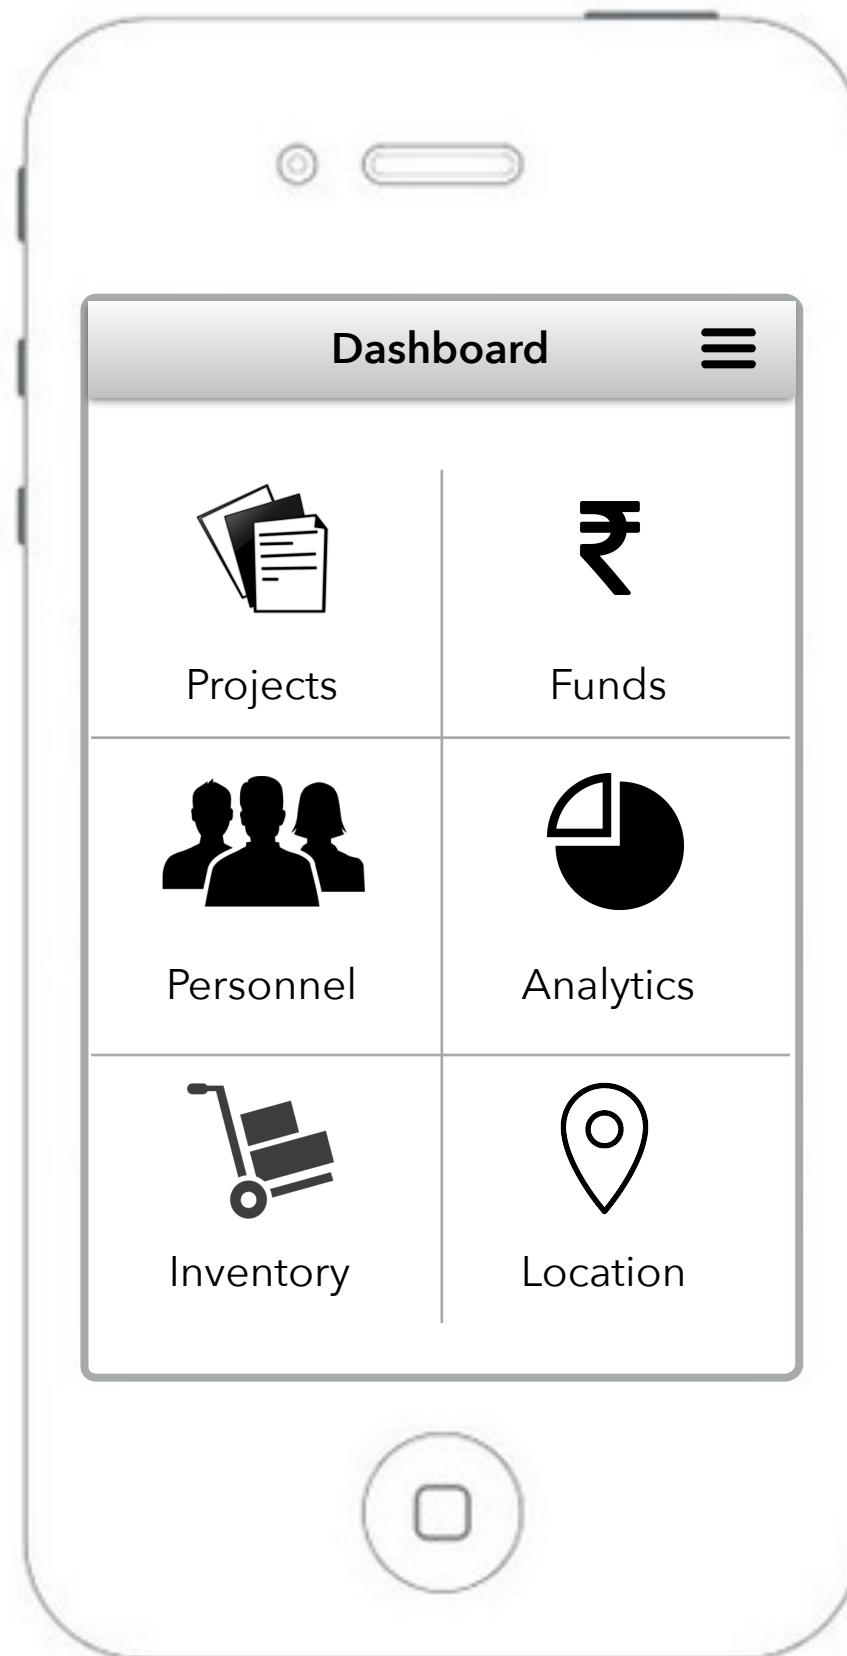 Dashboard
Projects
₹
Funds
Personnel
Analytics
Inventory
Location